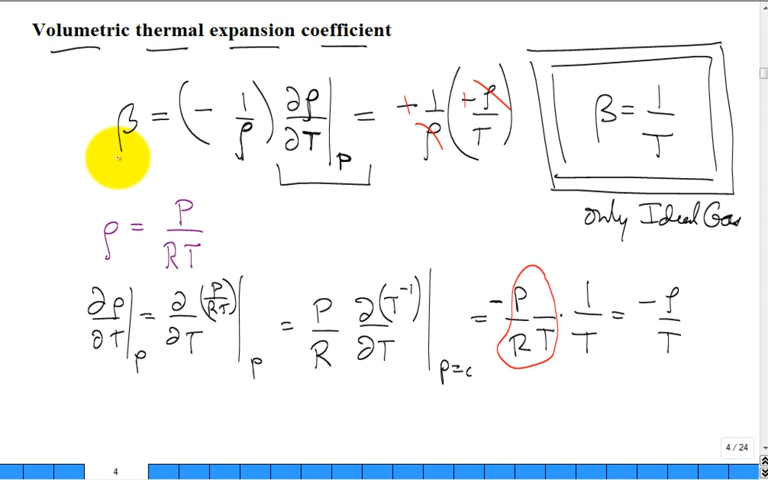 Volumetric thermal expansion coefficient
β = (- 1/ρ) ∂ρ/∂T |P = + 1/ρ (+ ρ/T)
β = 1/T
only Ideal Gas
ρ = P/RT
∂ρ/∂T |P = ∂/∂T (P/RT) |P = P/R ∂(T⁻¹)/∂T |P=c = - P/RT · 1/T = -ρ/T
4 / 24
4